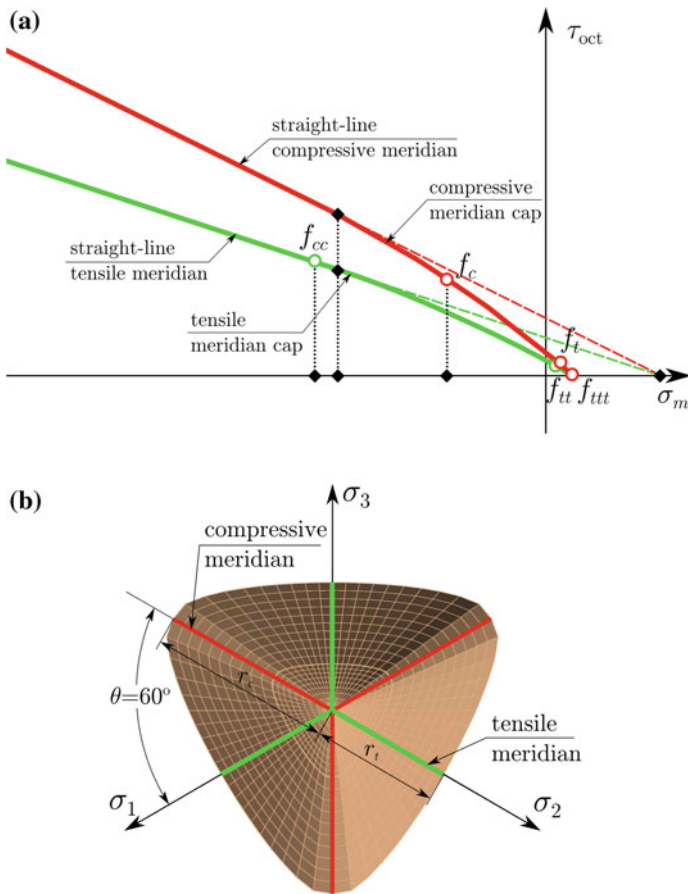 (a)
τoct
straight-line
compressive meridian
compressive
meridian cap
fcc
straight-line
tensile meridian
fc
tensile
meridian cap
ft
ftt fttt
σm
(b)
σ3
compressive
meridian
θ=60º
rc
rt
tensile
meridian
σ1
σ2